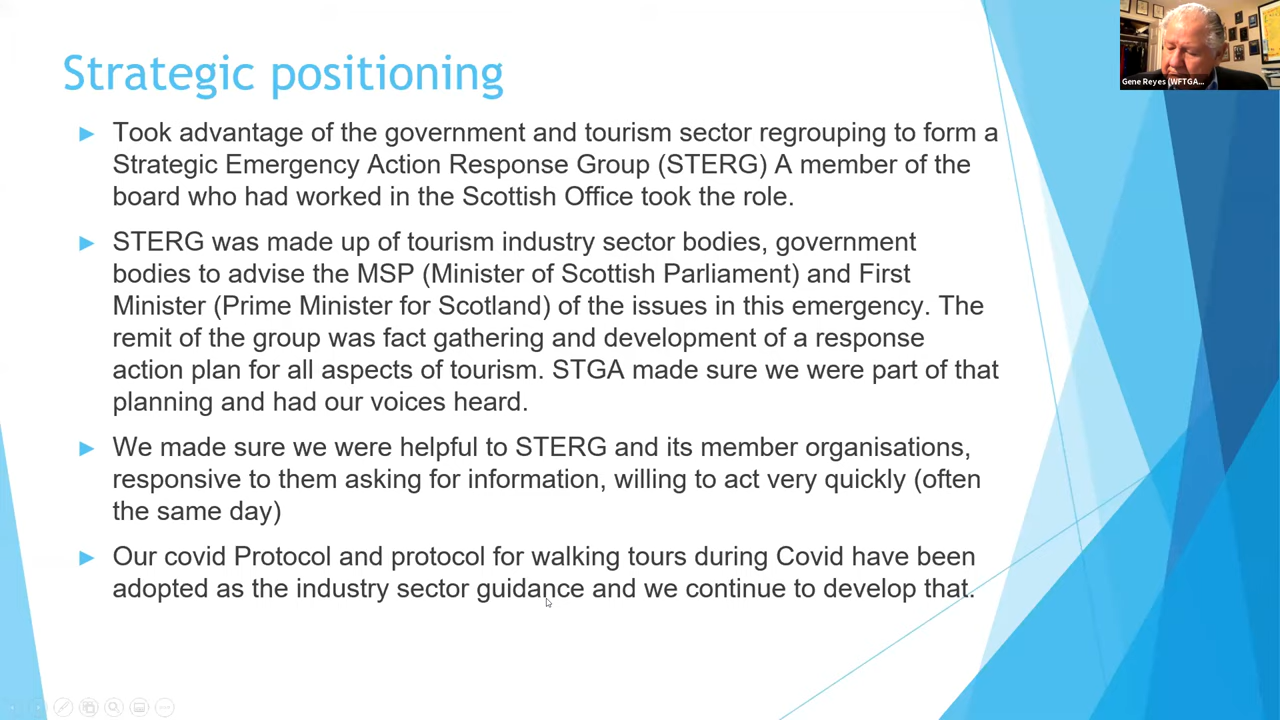 Strategic positioning
Took advantage of the government and tourism sector regrouping to form a
Strategic Emergency Action Response Group (STERG) A member of the
board who had worked in the Scottish Office took the role.
STERG was made up of tourism industry sector bodies, government
bodies to advise the MSP (Minister of Scottish Parliament) and First
Minister (Prime Minister for Scotland) of the issues in this emergency. The
remit of the group was fact gathering and development of a response
action plan for all aspects of tourism. STGA made sure we were part of that
planning and had our voices heard.
We made sure we were helpful to STERG and its member organisations,
responsive to them asking for information, willing to act very quickly (often
the same day)
Our covid Protocol and protocol for walking tours during Covid have been
adopted as the industry sector guidance and we continue to develop that.
Gene Reyes (WFTGA...